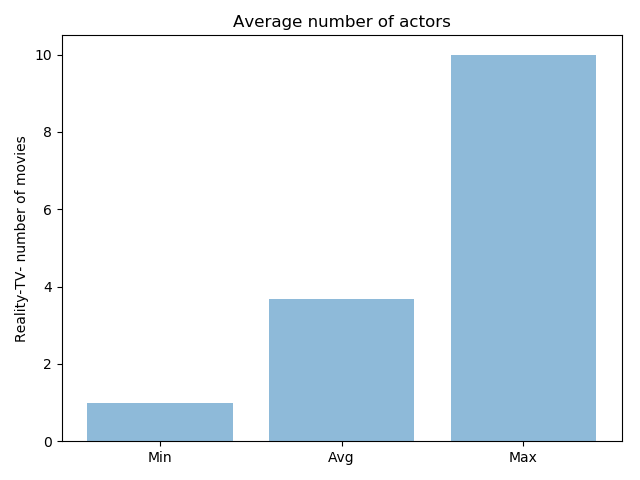 Average number of actors
Reality-TV- number of movies
10
8
6
4
2
0
Min
Avg
Max